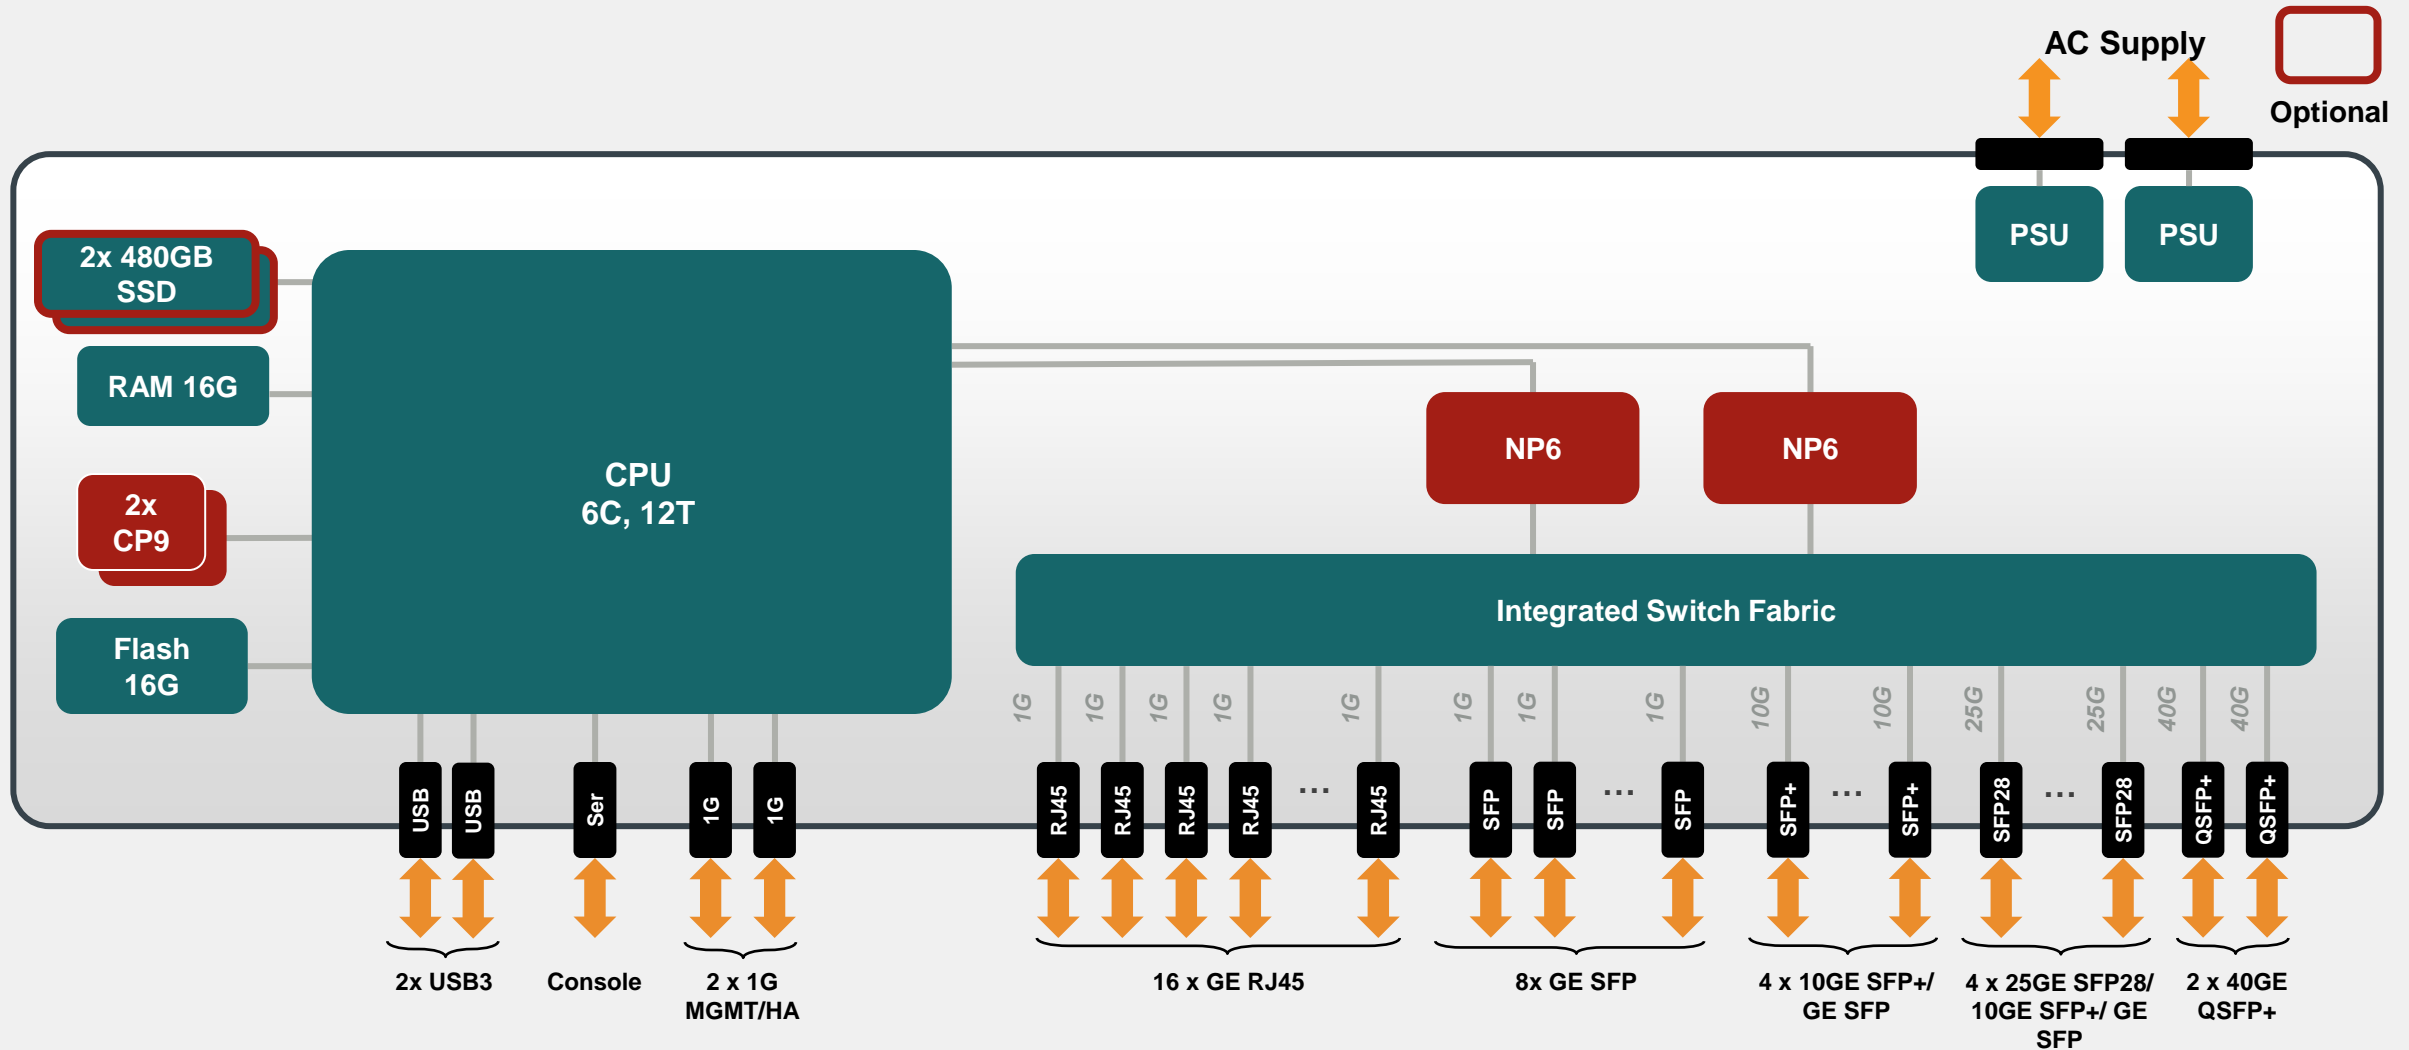 AC Supply
Optional
PSU
PSU
2x 480GB
SSD
RAM 16G
2x
CP9
Flash
16G
CPU
6C, 12T
NP6
NP6
Integrated Switch Fabric
1G
1G
1G
1G
1G
1G
1G
1G
10G
10G
25G
25G
40G
40G
USB
USB
Ser
1G
1G
RJ45
RJ45
RJ45
RJ45
...
RJ45
SFP
SFP
...
SFP
SFP+
...
SFP+
SFP28
...
SFP28
QSFP+
QSFP+
2x USB3
Console
2 x 1G
MGMT/HA
16 x GE RJ45
8x GE SFP
4 x 10GE SFP+/
GE SFP
4 x 25GE SFP28/
10GE SFP+/ GE
SFP
2 x 40GE
QSFP+